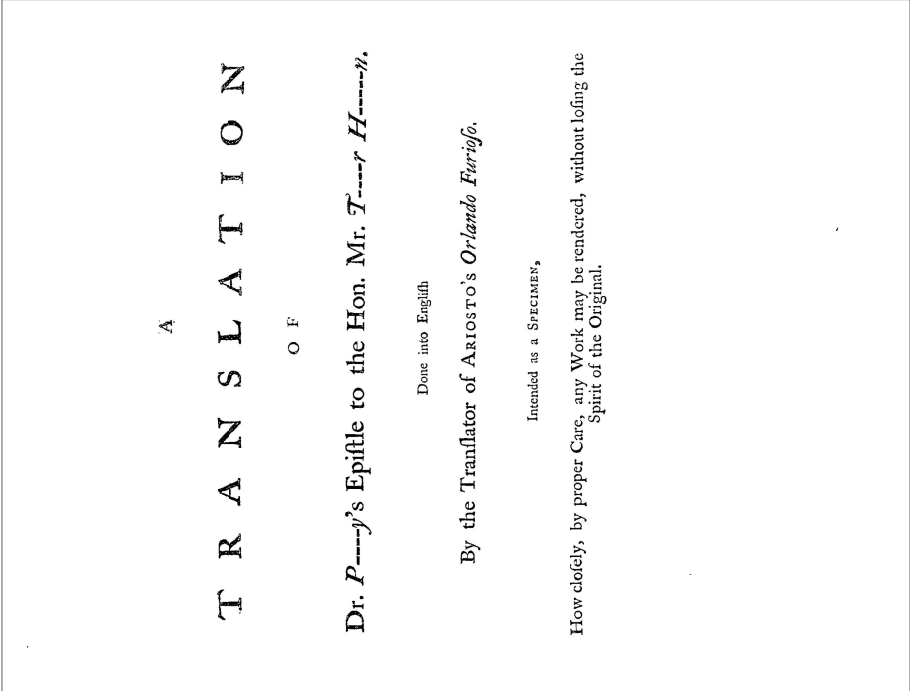 A
TRANSLATION
OF
Dr. P----y's Epiſtle to the Hon. Mr. T----r H-----n.
Done into Engliſh
By the Tranſlator of ARIOSTO's Orlando Furioſo.
Intended as a SPECIMEN,
How cloſely, by proper Care, any Work may be rendered, without loſing the
Spirit of the Original.